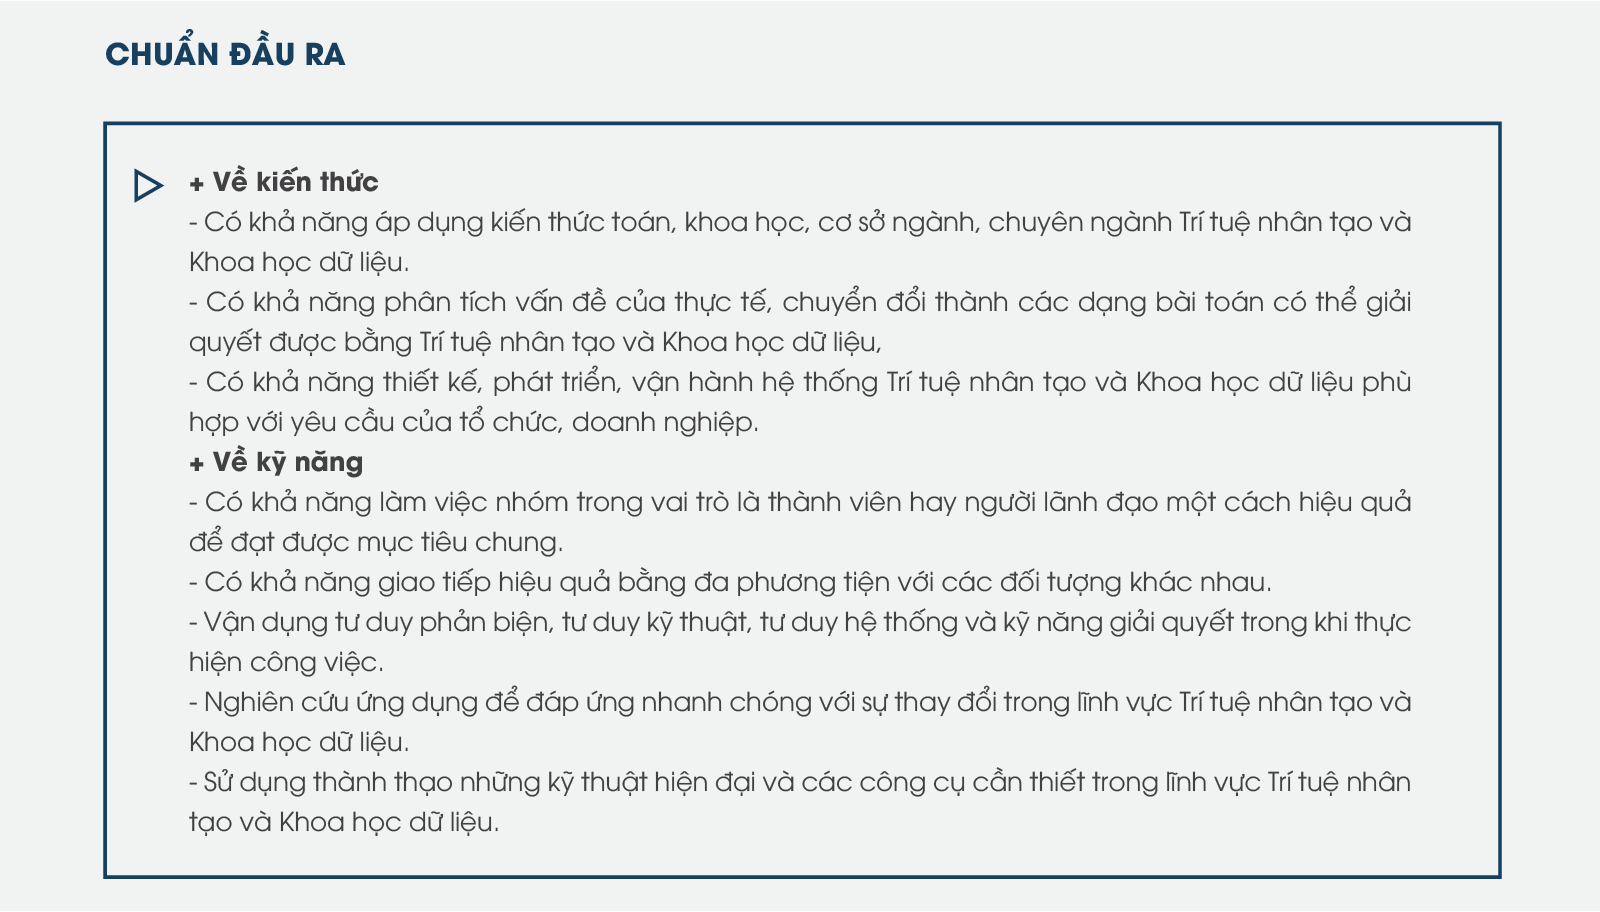 CHUẨN ĐẦU RA
+ Về kiến thức
- Có khả năng áp dụng kiến thức toán, khoa học, cơ sở ngành, chuyên ngành Trí tuệ nhân tạo và
Khoa học dữ liệu.
- Có khả năng phân tích vấn đề của thực tế, chuyển đổi thành các dạng bài toán có thể giải
quyết được bằng Trí tuệ nhân tạo và Khoa học dữ liệu,
- Có khả năng thiết kế, phát triển, vận hành hệ thống Trí tuệ nhân tạo và Khoa học dữ liệu phù
hợp với yêu cầu của tổ chức, doanh nghiệp.
+ Về kỹ năng
- Có khả năng làm việc nhóm trong vai trò là thành viên hay người lãnh đạo một cách hiệu quả
để đạt được mục tiêu chung.
- Có khả năng giao tiếp hiệu quả bằng đa phương tiện với các đối tượng khác nhau.
- Vận dụng tư duy phản biện, tư duy kỹ thuật, tư duy hệ thống và kỹ năng giải quyết trong khi thực
hiện công việc.
- Nghiên cứu ứng dụng để đáp ứng nhanh chóng với sự thay đổi trong lĩnh vực Trí tuệ nhân tạo và
Khoa học dữ liệu.
- Sử dụng thành thạo những kỹ thuật hiện đại và các công cụ cần thiết trong lĩnh vực Trí tuệ nhân
tạo và Khoa học dữ liệu.